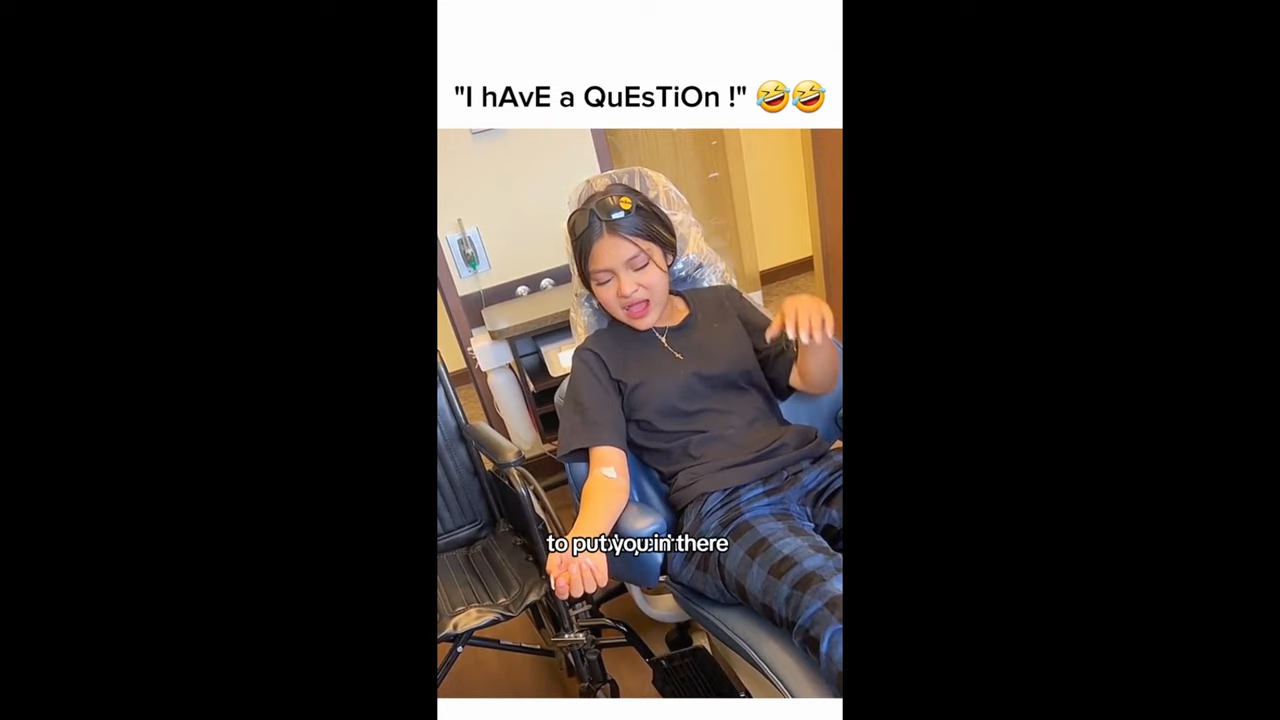 "I hAvE a QuEsTiOn !" 🤣🤣
to put you in there